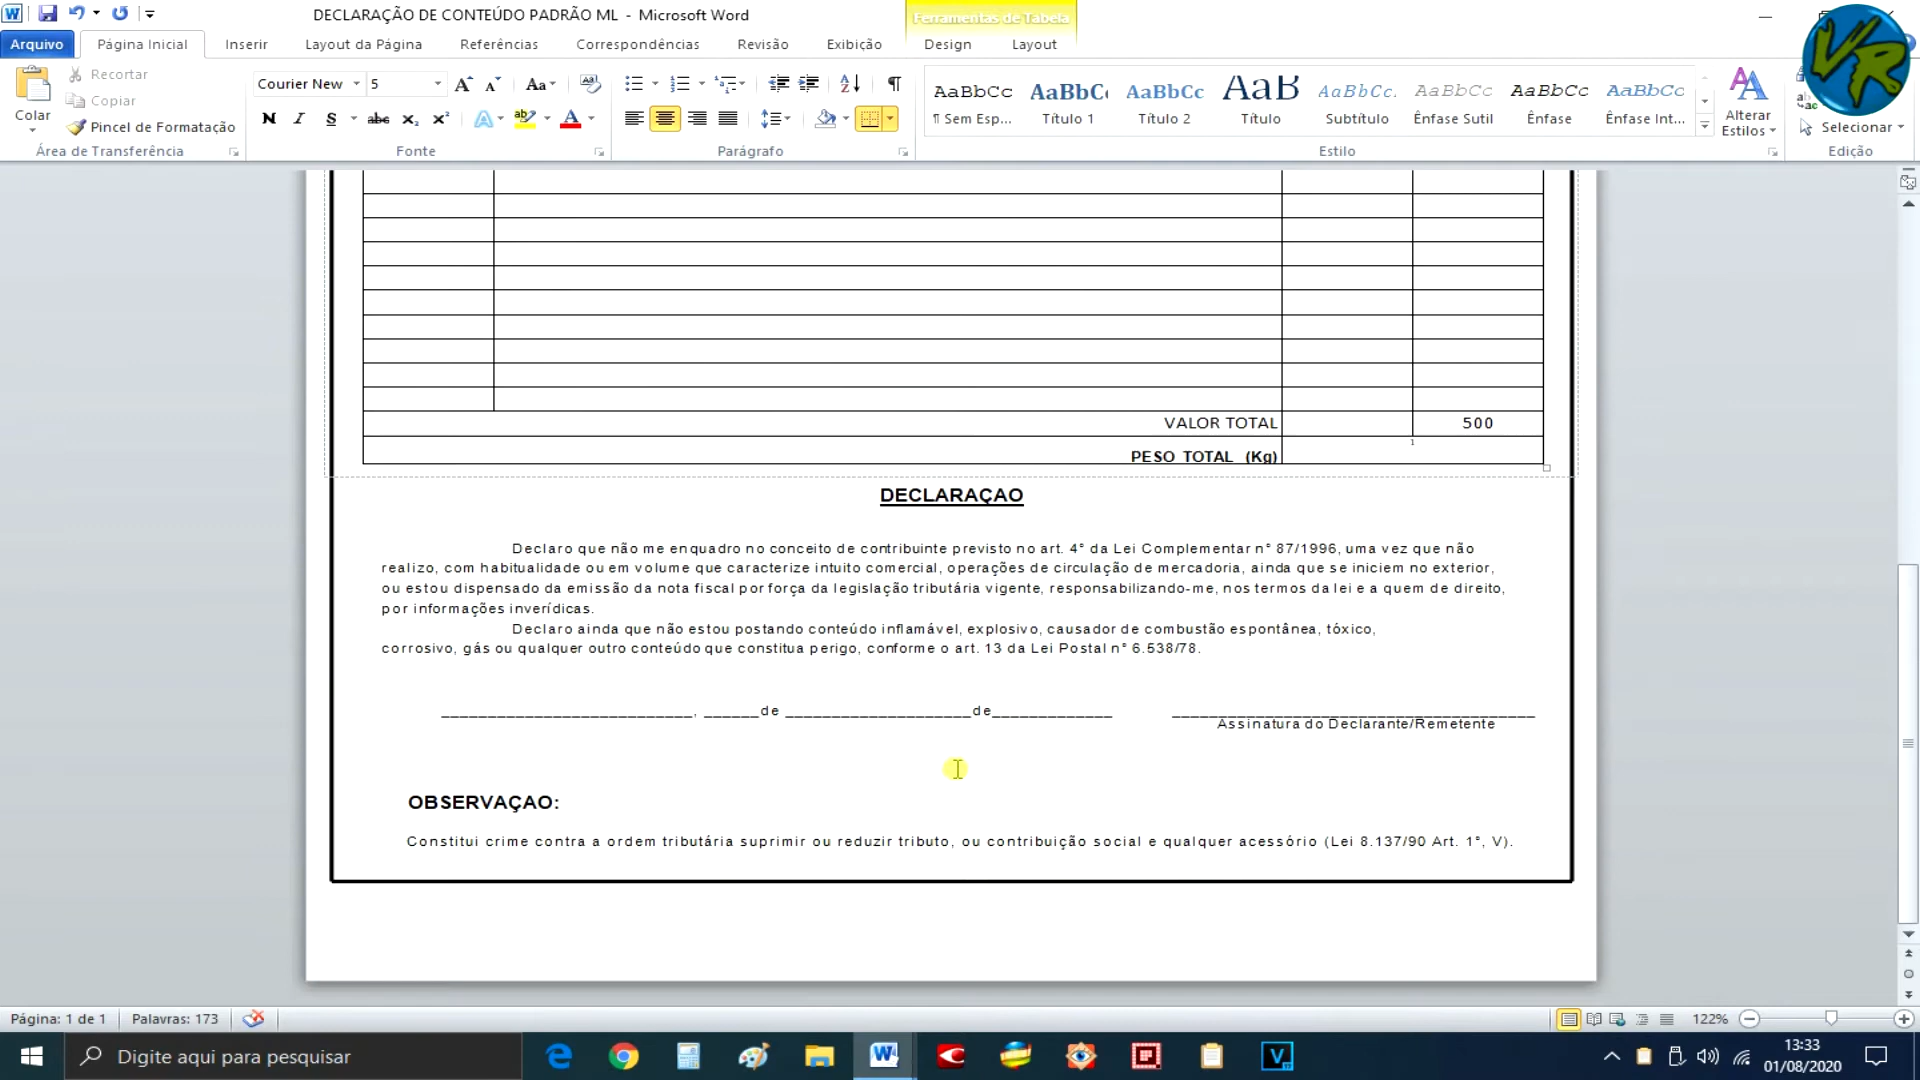 DECLARAÇÃO DE CONTEÚDO PADRÃO ML - Microsoft Word
Ferramentas de Tabela
Arquivo Página Inicial Inserir Layout da Página Referências Correspondências Revisão Exibição Design Layout
Colar
Recortar
Copiar
Pincel de Formatação
Courier New 5
AaBbCc AaBbCc AaBbCc AaB AaBbCc. AaBbCc AaBbCc AaBbCc
¶ Sem Esp... Título 1 Título 2 Título Subtítulo Ênfase Sutil Ênfase Ênfase Int...
Alterar Estilos
Selecionar
VR
Área de Transferência Fonte Parágrafo Estilo Edição
VALOR TOTAL 500
1
PESO TOTAL (Kg)
DECLARAÇAO
Declaro que não me enquadro no conceito de contribuinte previsto no art. 4° da Lei Complementar n° 87/1996, uma vez que não
realizo, com habitualidade ou em volume que caracterize intuito comercial, operações de circulação de mercadoria, ainda que se iniciem no exterior,
ou estou dispensado da emissão da nota fiscal por força da legislação tributária vigente, responsabilizando-me, nos termos da lei e a quem de direito,
por informações inverídicas.
Declaro ainda que não estou postando conteúdo inflamável, explosivo, causador de combustão espontânea, tóxico,
corrosivo, gás ou qualquer outro conteúdo que constitua perigo, conforme o art. 13 da Lei Postal n° 6.538/78.
___________________________, ______de ____________________de_____________ _______________________________________
Assinatura do Declarante/Remetente
OBSERVAÇAO:
Constitui crime contra a ordem tributária suprimir ou reduzir tributo, ou contribuição social e qualquer acessório (Lei 8.137/90 Art. 1°, V).
Página: 1 de 1 Palavras: 173 122%
Digite aqui para pesquisar
13:33
01/08/2020